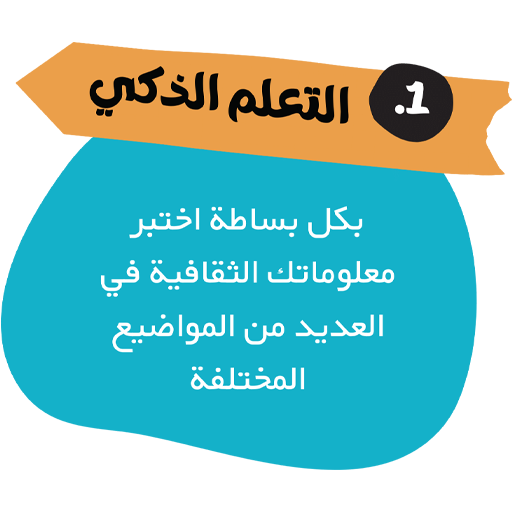 1. التعلم الذكي
بكل بساطة اختبر
معلوماتك الثقافية في
العديد من المواضيع
المختلفة